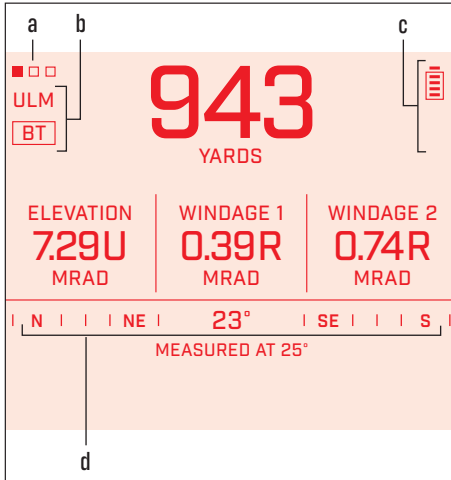 a b c
ULM
BT
943
YARDS
ELEVATION WINDAGE 1 WINDAGE 2
7.29U 0.39R 0.74R
MRAD MRAD MRAD
N NE 23° SE S
MEASURED AT 25°
d